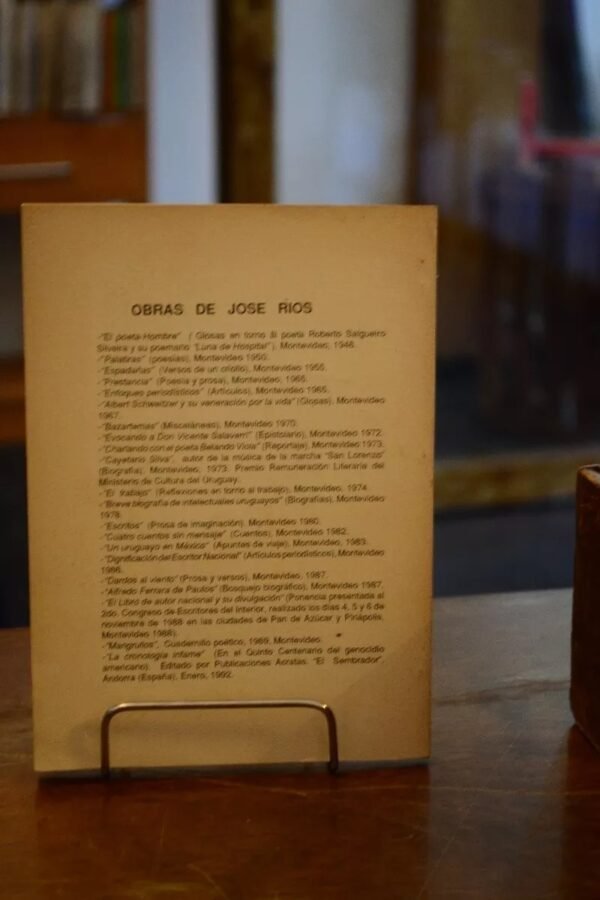 OBRAS DE JOSE RIOS
-"El poeta-Hombre" ( Glosas en torno al poeta Roberto Salgueiro
Silveira y su poemario "Luna de Hospital"), Montevideo, 1946.
-"Palabras" (poesías), Montevideo 1950.
-"Espadañas" (Versos de un criollo), Montevideo 1955.
-"Prestancia" (Poesía y prosa), Montevideo,
-"Enfoques periodísticos" (Artículos), Montevideo 1965.
-"Albert Schweitzer y su veneración por la vida" (Glosas), Montevideo
1967.
-"Bazartemas" (Misceláneas), Montevideo 1970.
-"Evocando a Don Vicente Salaverri" (Epistolario), Montevideo 1972.
-"Charlando con el poeta Belando Viola" (Reportaje), Montevideo 1973.
-"Cayetano Silva", autor de la música de la marcha "San Lorenzo"
(Biografía), Montevideo, 1973. Premio Remuneración Literaria del
Ministerio de Cultura del Uruguay.
-"El trabajo" (Reflexiones en torno al trabajo), Montevideo, 1974.
-"Breve biografía de intelectuales uruguayos" (Biografías), Montevideo
1978.
-"Escritos" (Prosa de imaginación), Montevideo 1980.
-"Cuatro cuentos sin mensaje" (Cuentos), Montevideo 1982.
-"Un uruguayo en México" (Apuntes de viaje), Montevideo, 1983.
-"Dignificación del Escritor Nacional" (Artículos periodísticos), Montevideo
1986.
-"Dardos al viento" (Prosa y versos), Montevideo, 1987.
-"Alfredo Ferrara de Paulos" (Bosquejo biográfico), Montevideo 1987.
-"El Libro de autor nacional y su divulgación" (Ponencia presentada al
2do. Congreso de Escritores del Interior, realizado los días 4, 5 y 6 de
noviembre de 1988 en las ciudades de Pan de Azúcar y Piriápolis,
Montevideo 1988).
-"Mangrullos", Cuadernillo poético, 1989, Montevideo.
-"La cronología infame" (En el Quinto Centenario del genocidio
americano). Editado por Publicaciones Acratas. "El Sembrador",
Andorra (España), Enero, 1992.